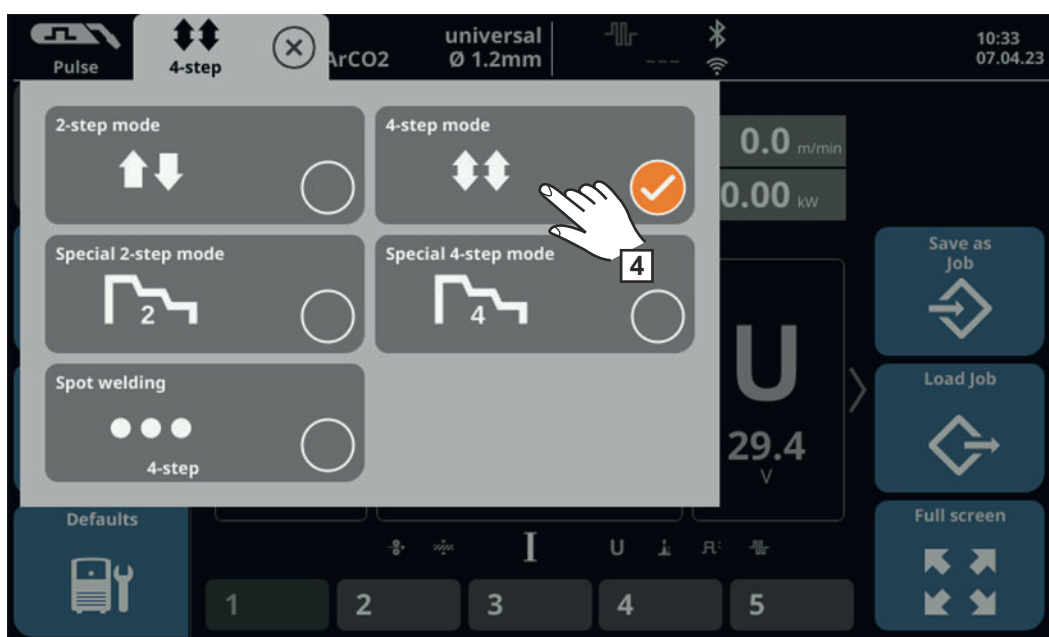 Pulse
4-step
ArCO2
universal
Ø 1.2mm
---
10:33
07.04.23
2-step mode
4-step mode
0.0 m/min
0.00 kW
Special 2-step mode
2
Special 4-step mode
4
4
Save as
Job
Spot welding
4-step
U
29.4
V
Load Job
Defaults
I
U
Full screen
1
2
3
4
5